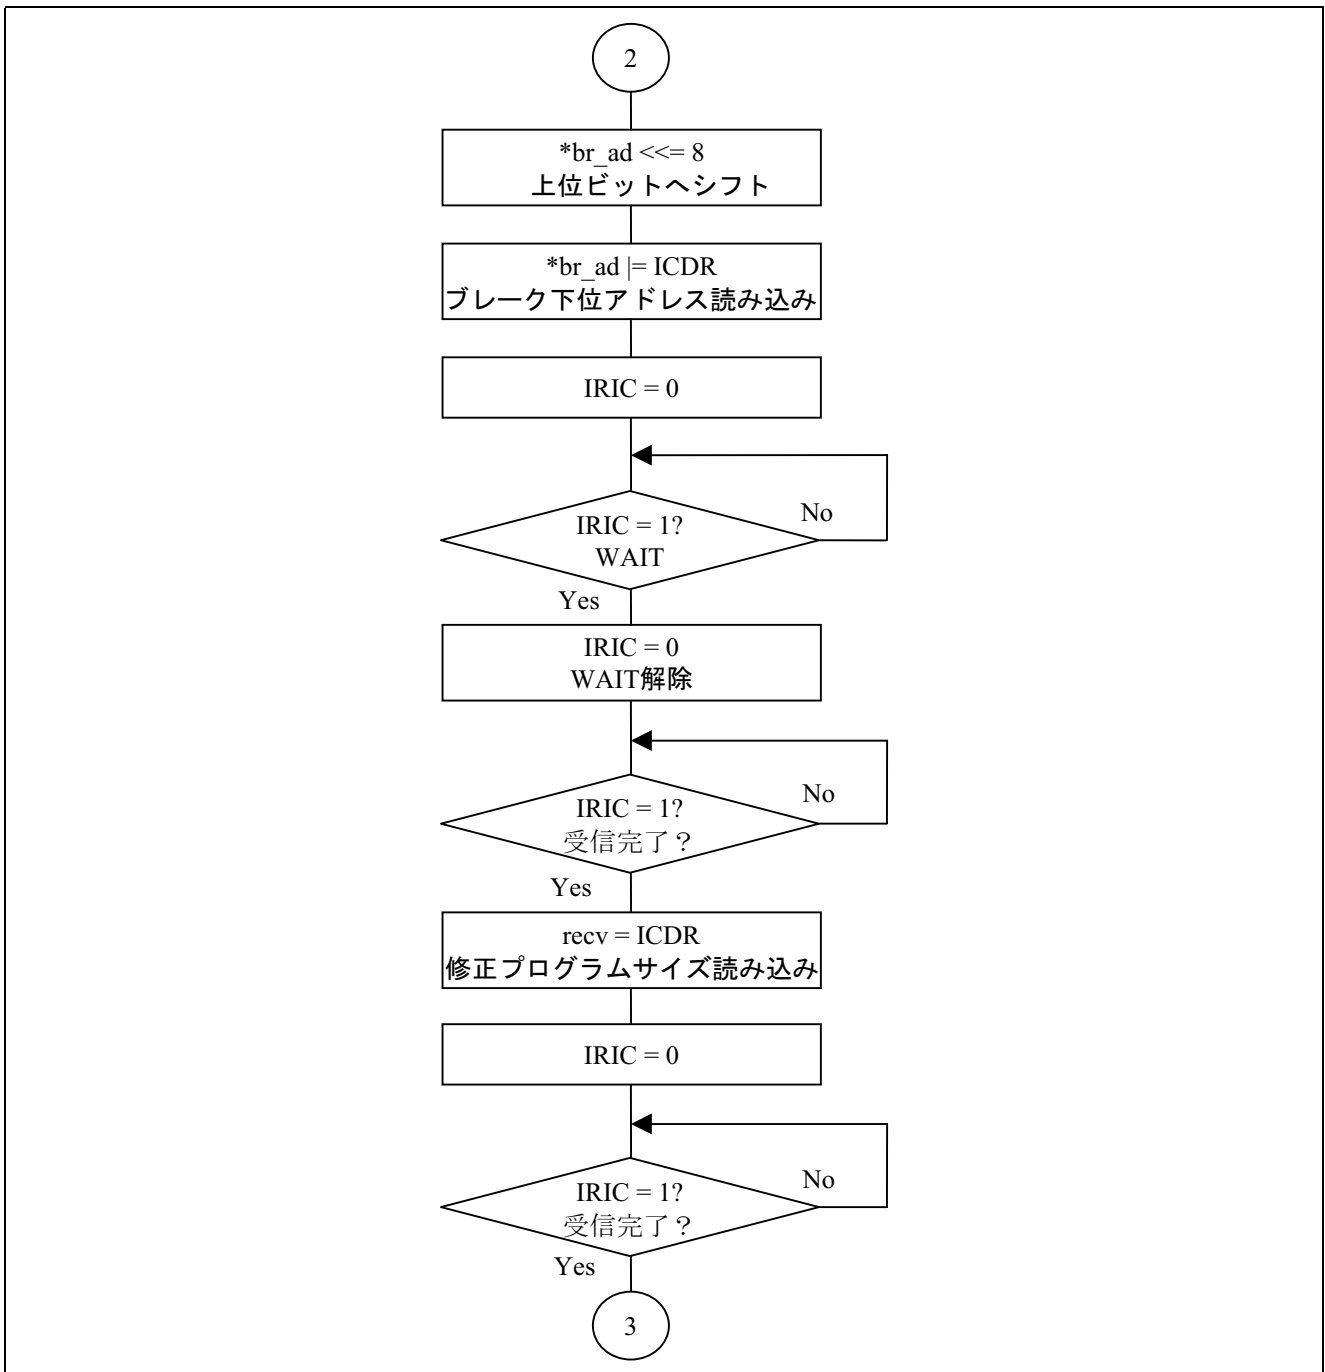 2
*br_ad <<= 8
上位ビットへシフト
*br_ad |= ICDR
ブレーク下位アドレス読み込み
IRIC = 0
IRIC = 1?
No
WAIT
Yes
IRIC = 0
WAIT解除
IRIC = 1?
No
受信完了？
Yes
recv = ICDR
修正プログラムサイズ読み込み
IRIC = 0
IRIC = 1?
No
受信完了？
Yes
3